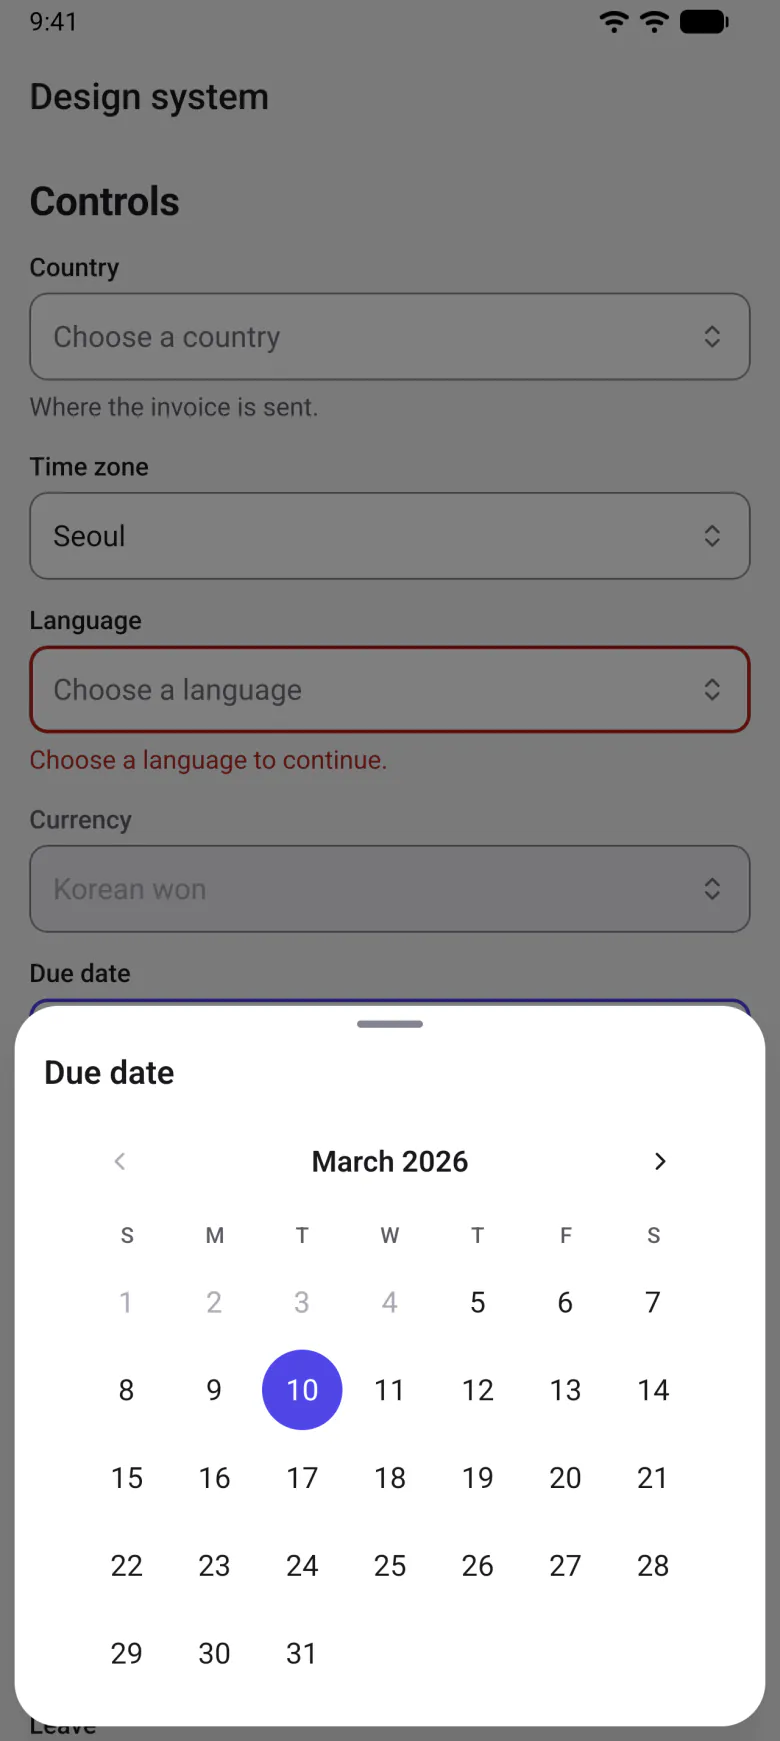 9:41
Design system
Controls
Country
Choose a country
Where the invoice is sent.
Time zone
Seoul
Language
Choose a language
Choose a language to continue.
Currency
Korean won
Due date
Due date
March 2026
S M T W T F S
1 2 3 4 5 6 7
8 9 10 11 12 13 14
15 16 17 18 19 20 21
22 23 24 25 26 27 28
29 30 31
Leave